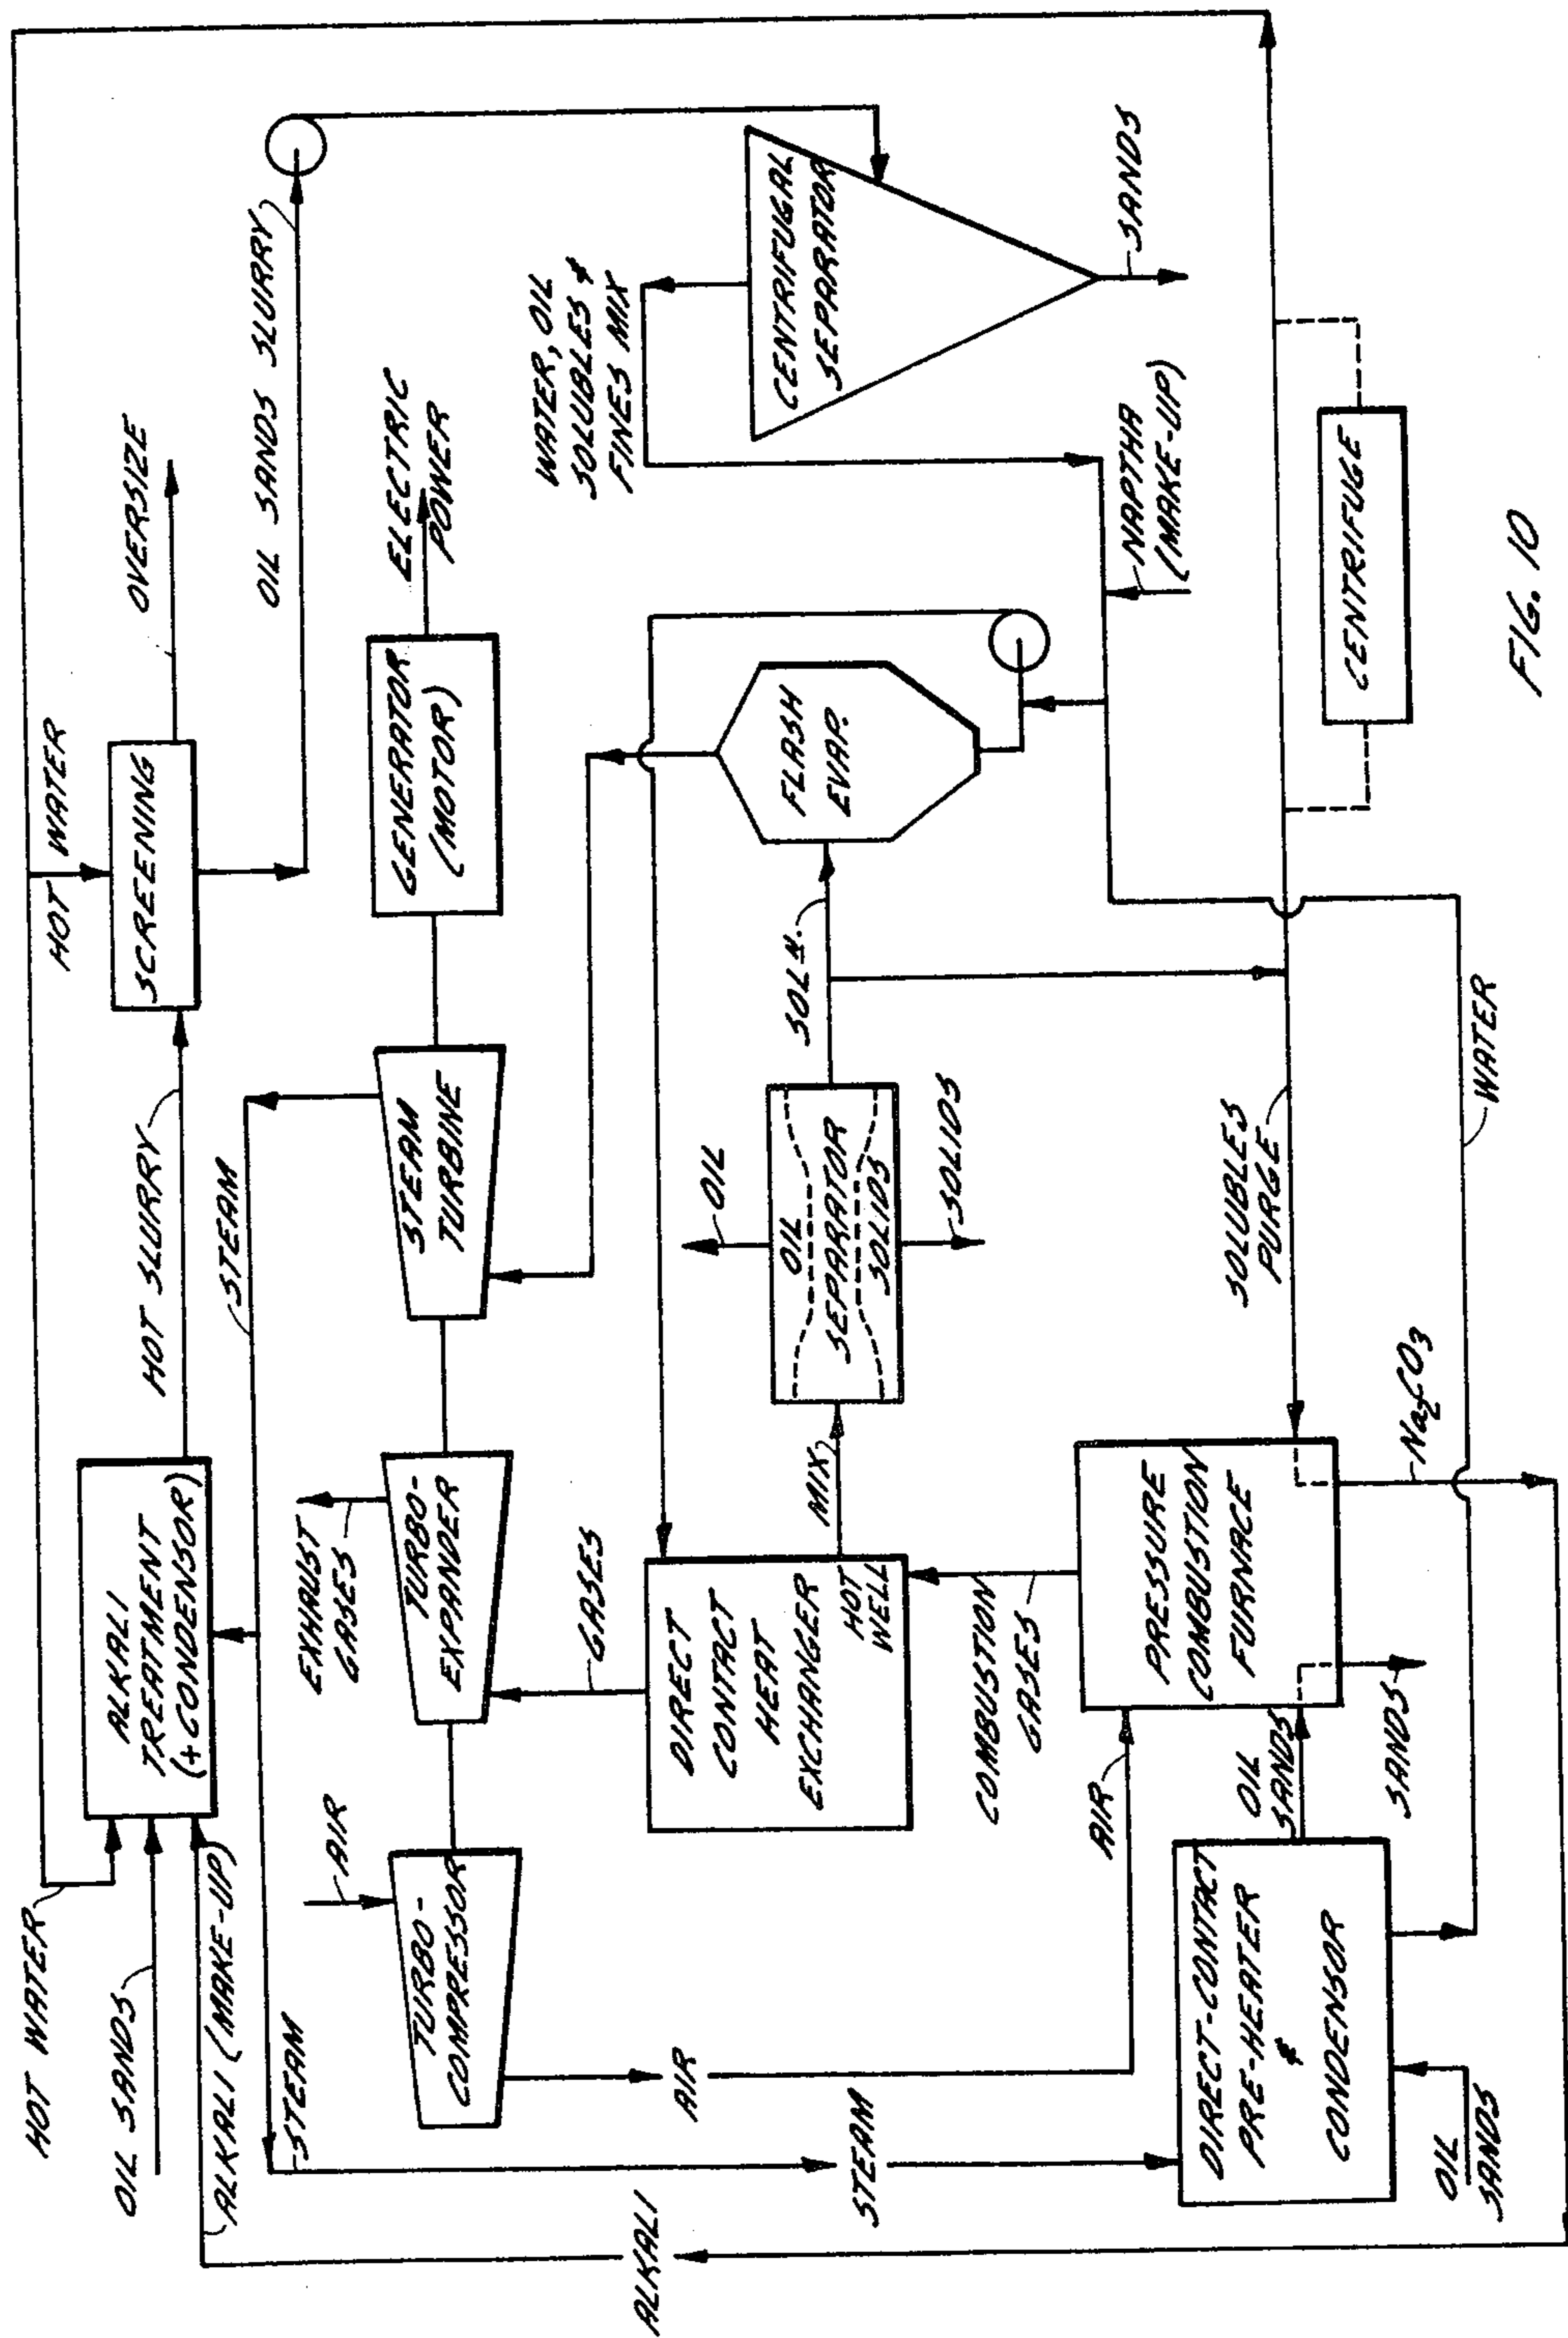 HOT WATER
OIL SANDS
ALKALI (MAKE-UP)
ALKALI
TREATMENT
(+CONDENSOR)
HOT SLURRY
HOT WATER
SCREENING
OVERSIZE
OIL SANDS SLURRY
STEAM
STEAM
AIR
TURBO-
COMPRESSOR
EXHAUST
GASES
TURBO-
EXPANDER
STEAM
TURBINE
GENERATOR
(MOTOR)
ELECTRIC
POWER
AIR
STEAM
ALKALI
GASES
DIRECT
CONTACT
HEAT
EXCHANGER
HOT
WELL
MIX
OIL
OIL
SEPARATOR
SOLIDS
SOLIDS
SOLN.
FLASH
EVAP.
WATER, OIL
SOLUBLES &
FINES MIX
CENTRIFUGAL
SEPARATOR
SANDS
NAPTHA
(MAKE-UP)
COMBUSTION
GASES
AIR
PRESSURE
COMBUSTION
FURNACE
SOLUBLES
PURGE
DIRECT-CONTACT
PRE-HEATER
&
CONDENSOR
OIL
SANDS
OIL
SANDS
SANDS
Na2CO3
WATER
CENTRIFUGE
FIG. 10